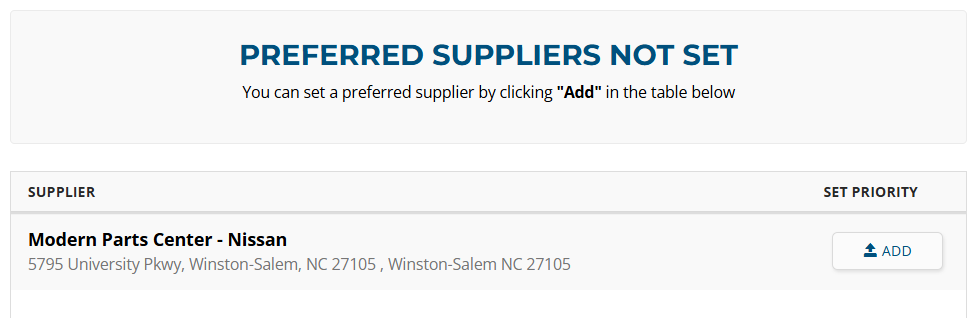 PREFERRED SUPPLIERS NOT SET
You can set a preferred supplier by clicking "Add" in the table below
SUPPLIER SET PRIORITY
Modern Parts Center - Nissan
5795 University Pkwy, Winston-Salem, NC 27105 , Winston-Salem NC 27105
ADD